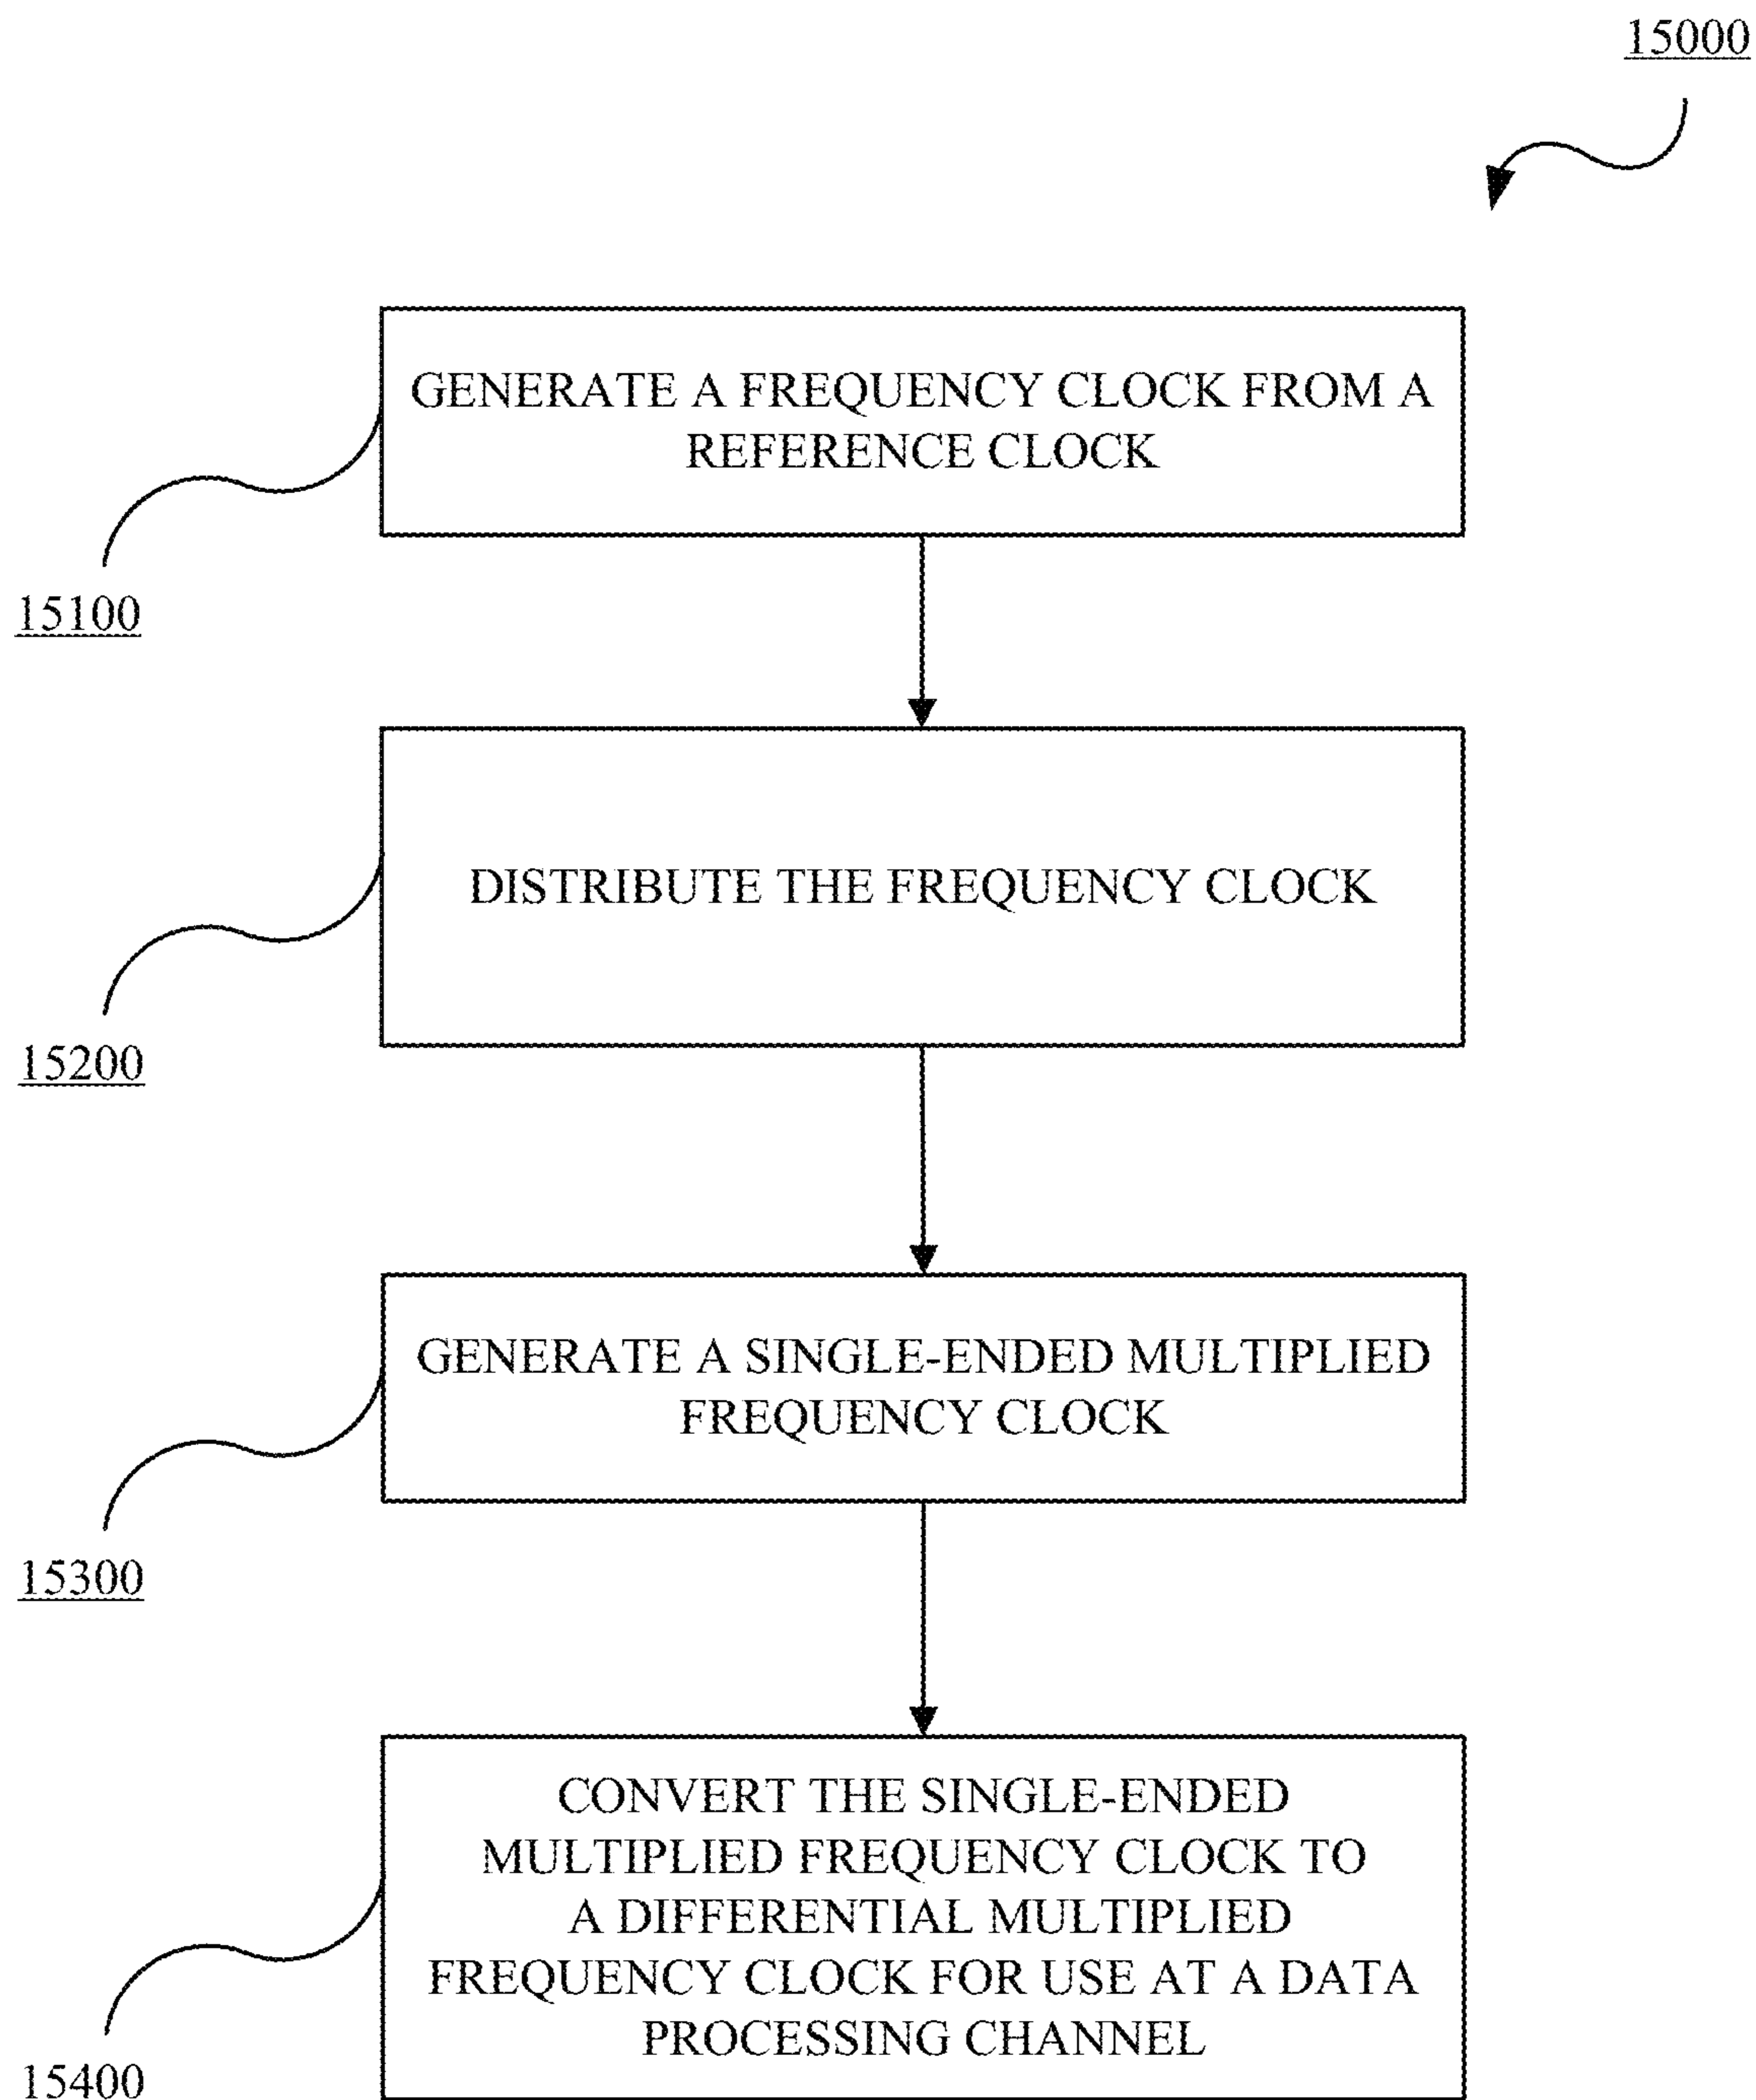 15000
GENERATE A FREQUENCY CLOCK FROM A
REFERENCE CLOCK
15100
DISTRIBUTE THE FREQUENCY CLOCK
15200
GENERATE A SINGLE-ENDED MULTIPLIED
FREQUENCY CLOCK
15300
CONVERT THE SINGLE-ENDED
MULTIPLIED FREQUENCY CLOCK TO
A DIFFERENTIAL MULTIPLIED
FREQUENCY CLOCK FOR USE AT A DATA
PROCESSING CHANNEL
15400